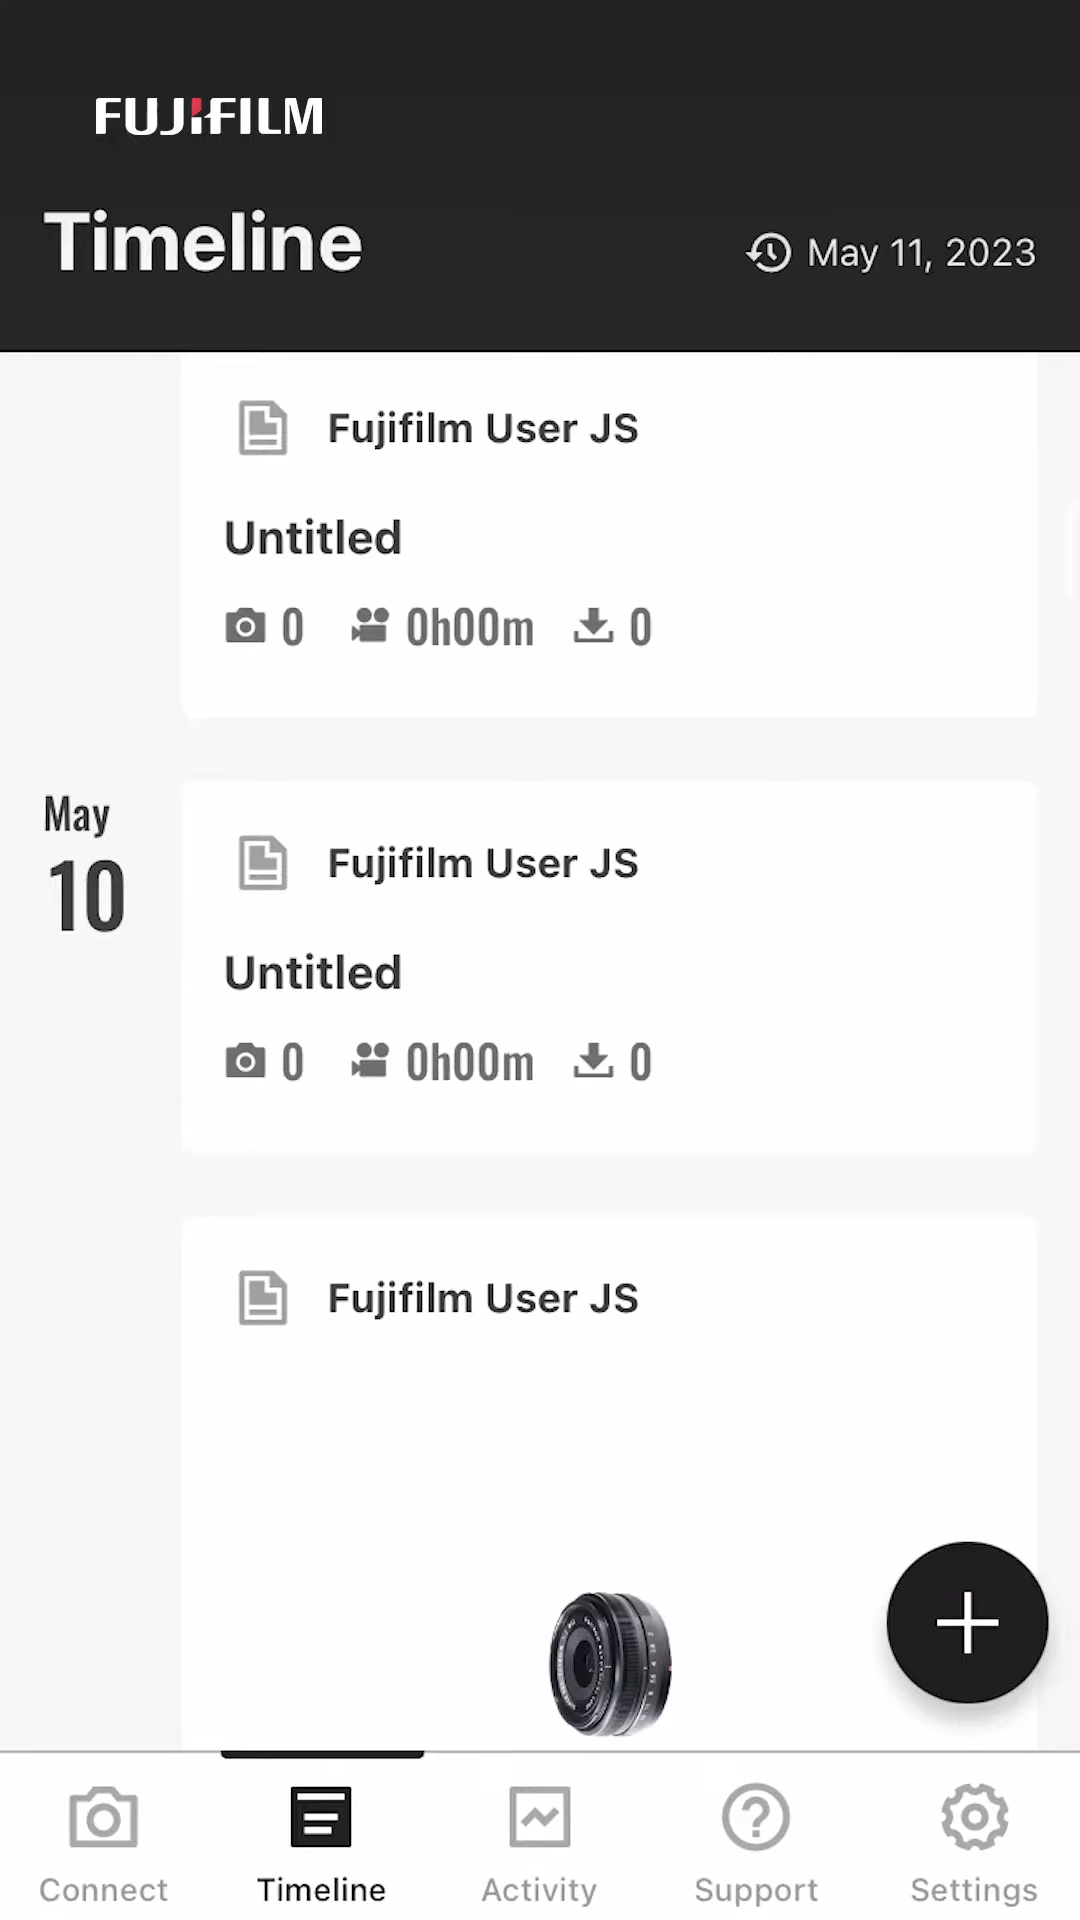 FUJIFILM
Timeline
May 11, 2023
Fujifilm User JS
Untitled
0 0h00m 0
May
10
Fujifilm User JS
Untitled
0 0h00m 0
Fujifilm User JS
Connect Timeline Activity Support Settings